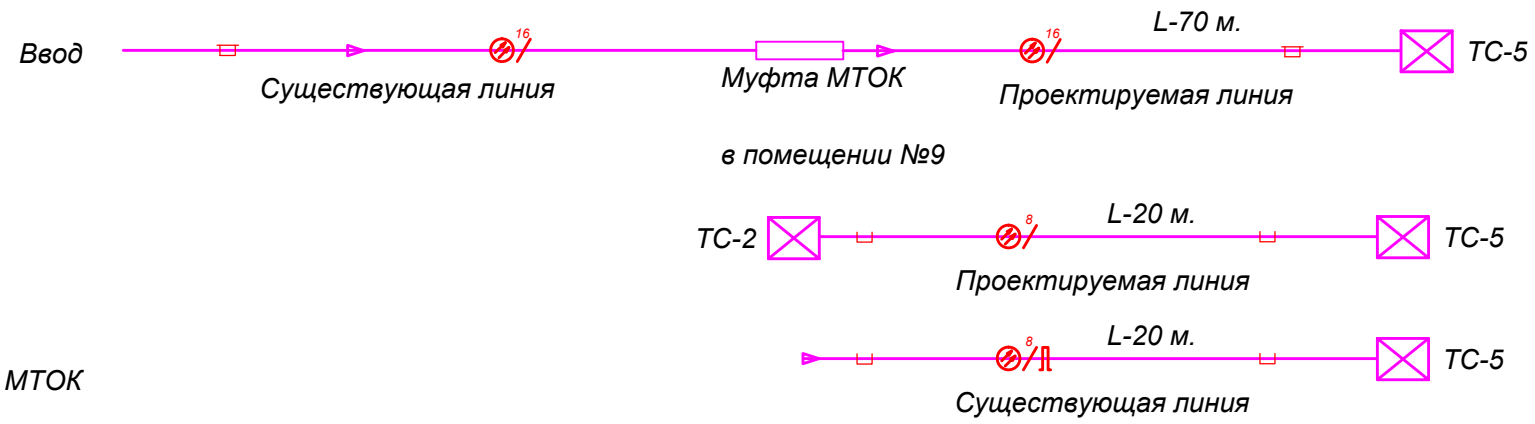 L-70 м.
Ввод
16
16
ТС-5
Существующая линия
Муфта МТОК
Проектируемая линия
в помещении №9
L-20 м.
ТС-2
8
ТС-5
Проектируемая линия
L-20 м.
8
ТС-5
МТОК
Существующая линия